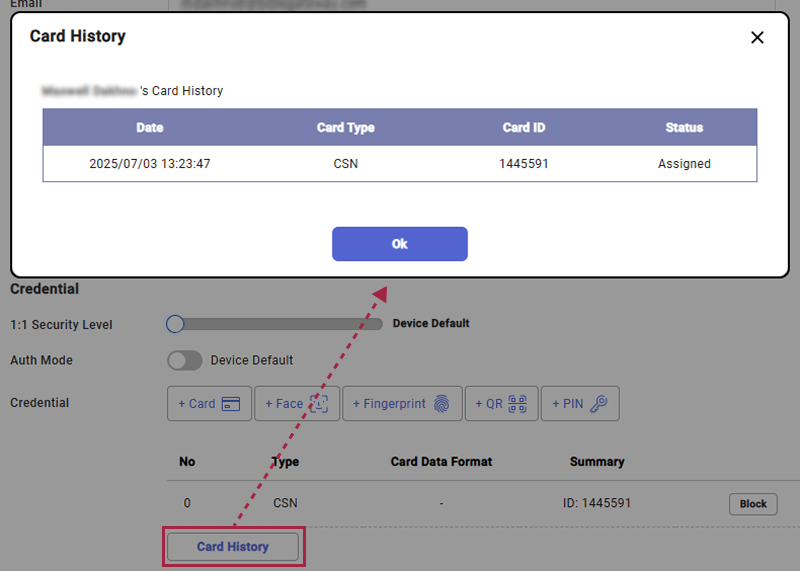 Email
Card History
's Card History
Date Card Type Card ID Status
2025/07/03 13:23:47 CSN 1445591 Assigned
Ok
Credential
1:1 Security Level Device Default
Auth Mode Device Default
Credential + Card + Face + Fingerprint + QR + PIN
No Type Card Data Format Summary
0 CSN - ID: 1445591 Block
Card History